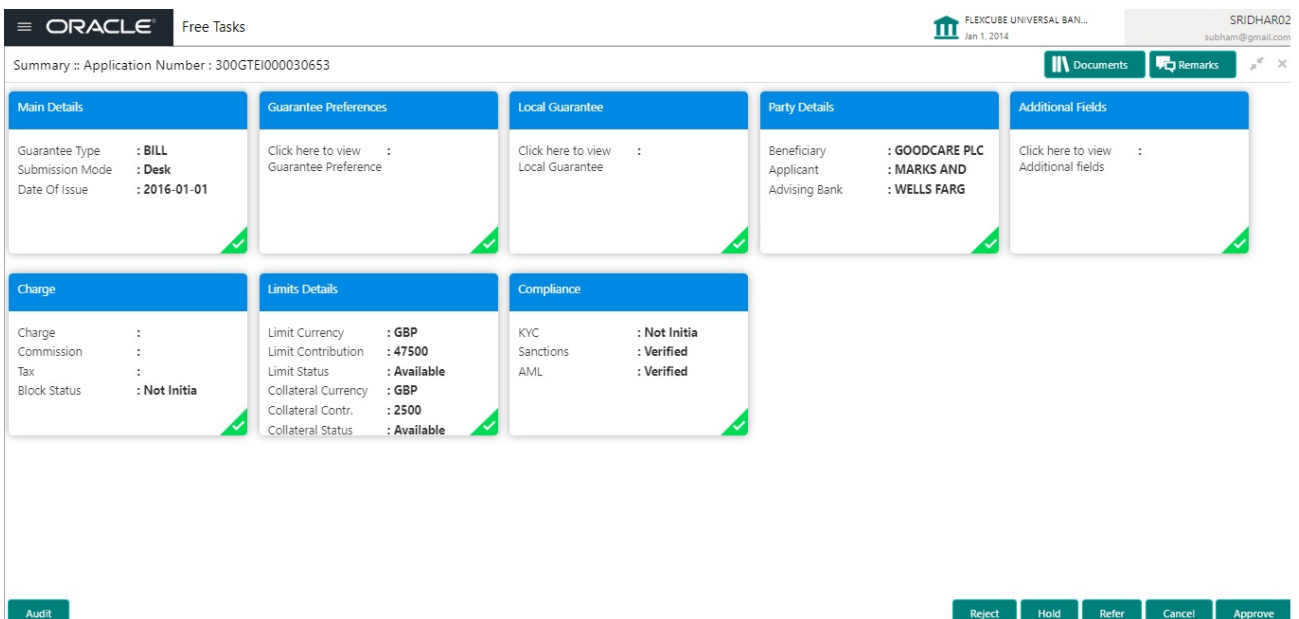 ORACLE Free Tasks
FLEXCUBE UNIVERSAL BAN...
Jan 1, 2014
SRIDHAR02
subham@gmail.com
Summary :: Application Number : 300GTEI000030653
Documents
Remarks
Main Details
Guarantee Type : BILL
Submission Mode : Desk
Date Of Issue : 2016-01-01
Guarantee Preferences
Click here to view :
Guarantee Preference
Local Guarantee
Click here to view :
Local Guarantee
Party Details
Beneficiary : GOODCARE PLC
Applicant : MARKS AND
Advising Bank : WELLS FARG
Additional Fields
Click here to view :
Additional fields
Charge
Charge :
Commission :
Tax :
Block Status : Not Initia
Limits Details
Limit Currency : GBP
Limit Contribution : 47500
Limit Status : Available
Collateral Currency : GBP
Collateral Contr. : 2500
Collateral Status : Available
Compliance
KYC : Not Initia
Sanctions : Verified
AML : Verified
Audit
Reject
Hold
Refer
Cancel
Approve